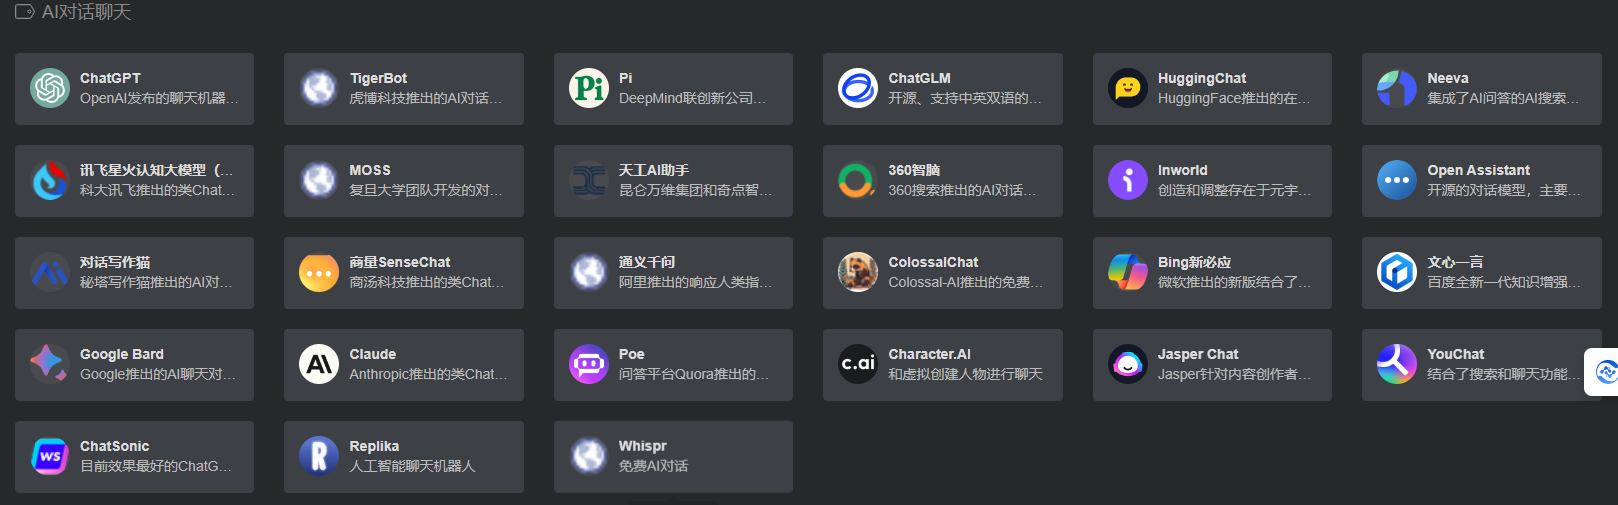 AI对话聊天
ChatGPT
OpenAI发布的聊天机器...
TigerBot
虎博科技推出的AI对话...
Pi
Pi
DeepMind联创新公司...
ChatGLM
开源、支持中英双语的...
HuggingChat
HuggingFace推出的在...
Neeva
集成了AI问答的AI搜索...
讯飞星火认知大模型（...
科大讯飞推出的类Chat...
MOSS
复旦大学团队开发的对...
天工AI助手
昆仑万维集团和奇点智...
360智脑
360搜索推出的AI对话...
Inworld
创造和调整存在于元宇...
Open Assistant
开源的对话模型，主要...
对话写作猫
秘塔写作猫推出的AI对...
商量SenseChat
商汤科技推出的类Chat...
通义千问
阿里推出的响应人类指...
ColossalChat
Colossal-AI推出的免费...
Bing新必应
微软推出的新版结合了...
文心一言
百度全新一代知识增强...
Google Bard
Google推出的AI聊天对...
AI
Claude
Anthropic推出的类Chat...
Poe
问答平台Quora推出的...
c.ai
Character.AI
和虚拟创建人物进行聊天
Jasper Chat
Jasper针对内容创作者...
YouChat
结合了搜索和聊天功能...
WS
ChatSonic
目前效果最好的ChatG...
R
Replika
人工智能聊天机器人
Whispr
免费AI对话